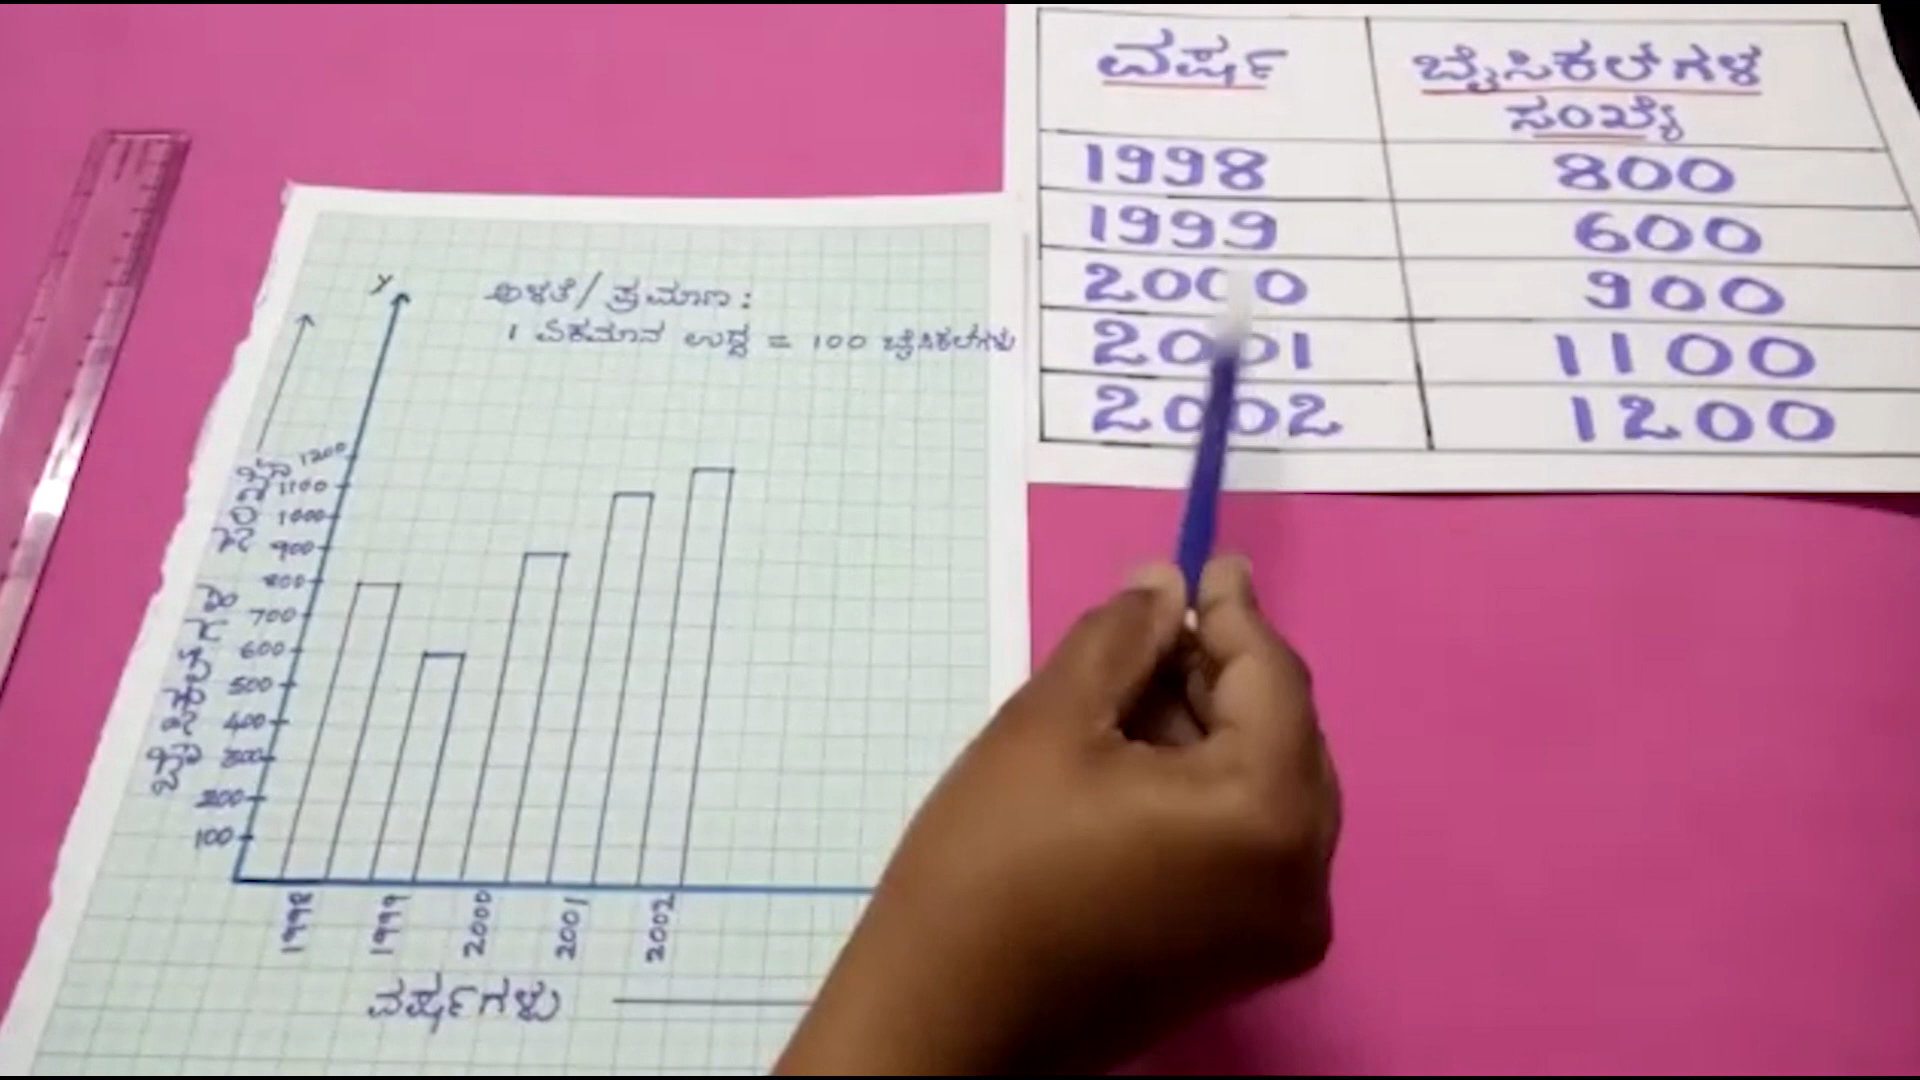 ವರ್ಷ ಬೈಸಿಕಲ್‌ಗಳ
ಸಂಖ್ಯೆ
1998 800
1999 600
2000 900
2001 1100
2002 1200
y
ಅಳತೆ/ಪ್ರಮಾಣ :
1 ಏಕಮಾನ ಉದ್ದ = 100 ಬೈಸಿಕಲ್‌ಗಳು
ಬೈಸಿಕಲ್‌ಗಳ ಸಂಖ್ಯೆ
1200
1100
1000
900
800
700
600
500
400
300
200
100
1998 1999 2000 2001 2002
ವರ್ಷಗಳು